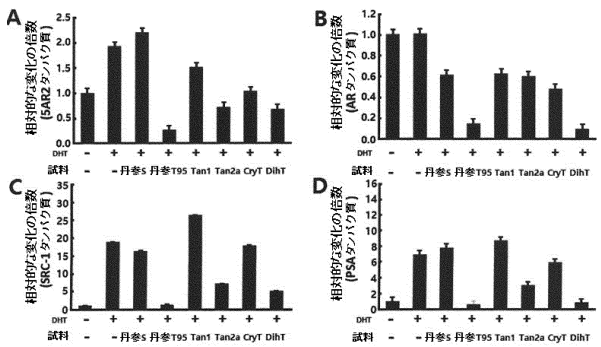 A
相対的な変化の倍数
(5AR2タンパク質)
2.5
2.0
1.5
1.0
0.5
0.0
DHT - + + + + + + +
試料 - - 丹参S 丹参T95 Tan1 Tan2a CryT DihT
B
相対的な変化の倍数
(ARタンパク質)
1.2
1.0
0.8
0.6
0.4
0.2
0.0
DHT - + + + + + + +
試料 - - 丹参S 丹参T95 Tan1 Tan2a CryT DihT
C
相対的な変化の倍数
(SRC-1タンパク質)
35
30
25
20
15
10
5
0
DHT - + + + + + + +
試料 - - 丹参S 丹参T95 Tan1 Tan2a CryT DihT
D
相対的な変化の倍数
(PSAタンパク質)
16
14
12
10
8
6
4
2
0
DHT - + + + + + + +
試料 - - 丹参S 丹参T95 Tan1 Tan2a CryT DihT